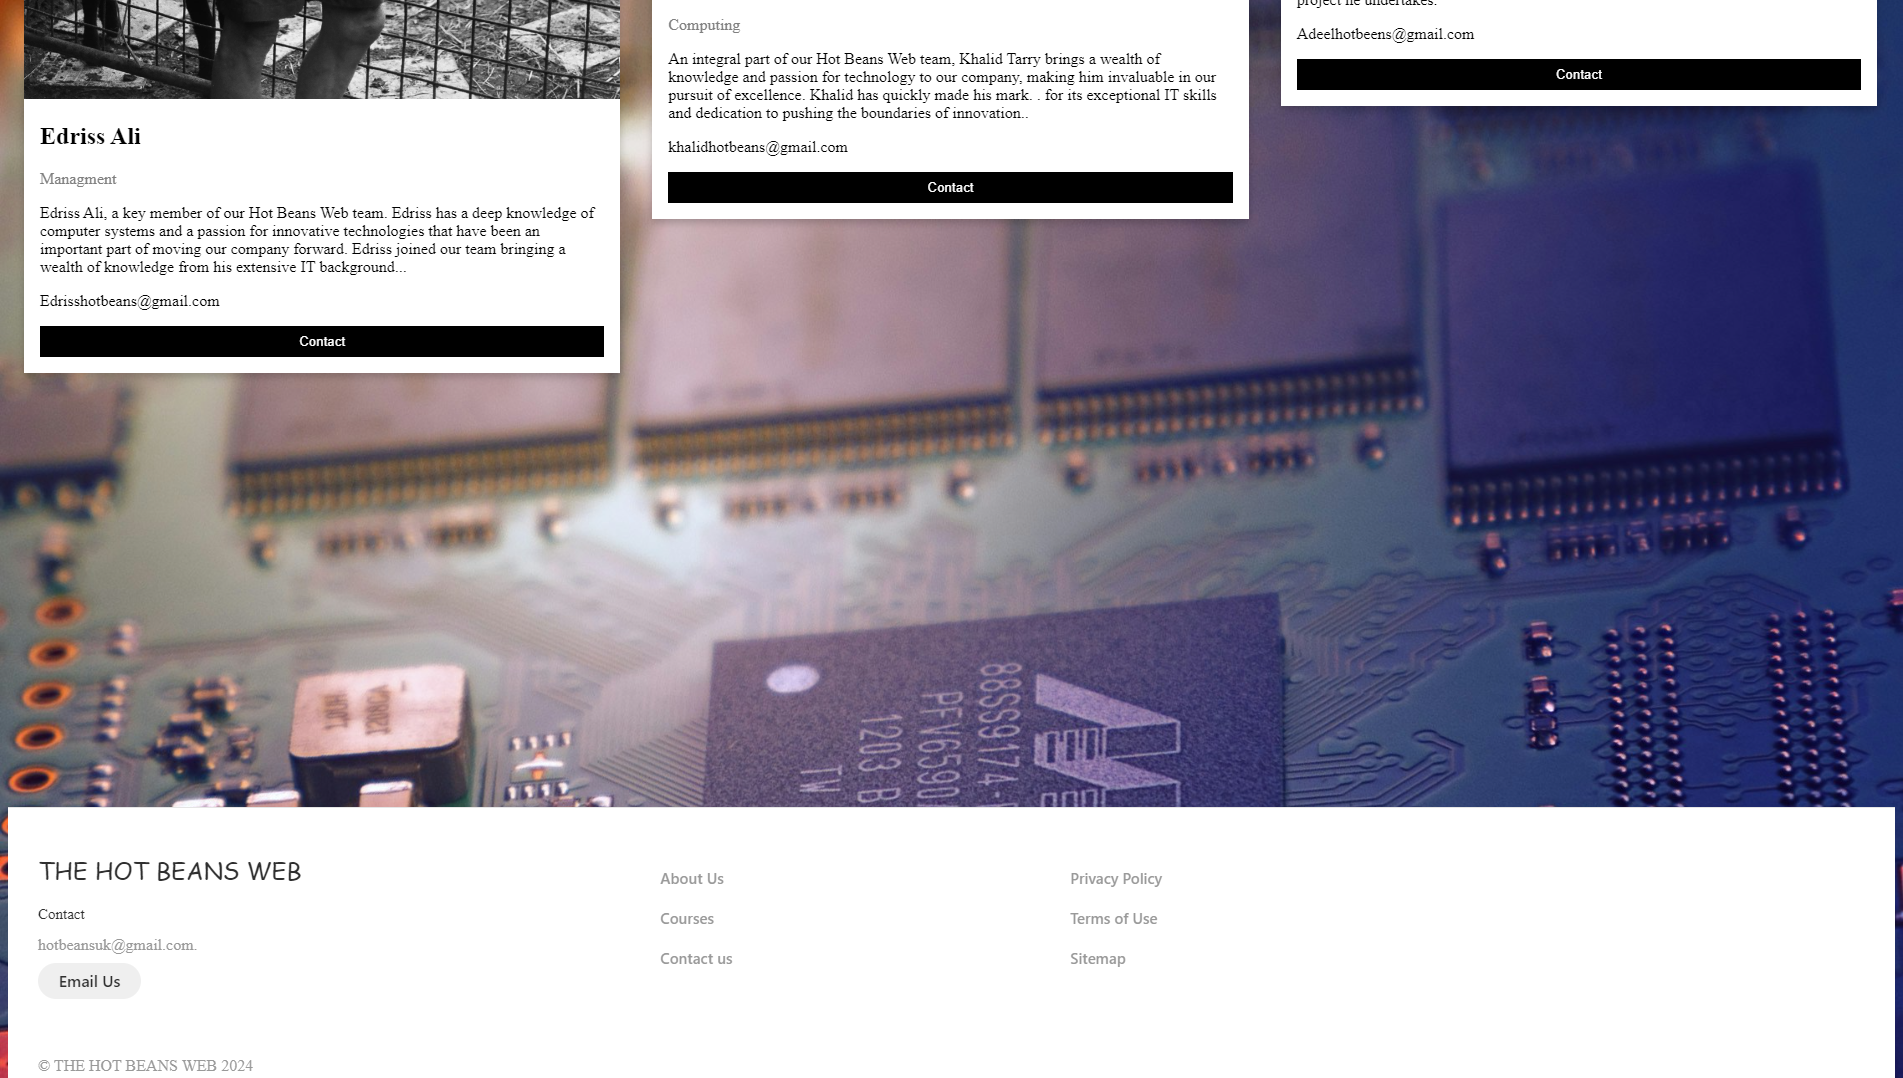 Edriss Ali
Managment
Edriss Ali, a key member of our Hot Beans Web team. Edriss has a deep knowledge of
computer systems and a passion for innovative technologies that have been an
important part of moving our company forward. Edriss joined our team bringing a
wealth of knowledge from his extensive IT background...
Edrisshotbeans@gmail.com
Contact
Computing
An integral part of our Hot Beans Web team, Khalid Tarry brings a wealth of
knowledge and passion for technology to our company, making him invaluable in our
pursuit of excellence. Khalid has quickly made his mark. . for its exceptional IT skills
and dedication to pushing the boundaries of innovation..
khalidhotbeans@gmail.com
Contact
project he undertakes.
Adeelhotbeens@gmail.com
Contact
88SS9174-
PFV6590
1203 B
TW
THE HOT BEANS WEB
Contact
hotbeansuk@gmail.com.
Email Us
About Us
Courses
Contact us
Privacy Policy
Terms of Use
Sitemap
© THE HOT BEANS WEB 2024